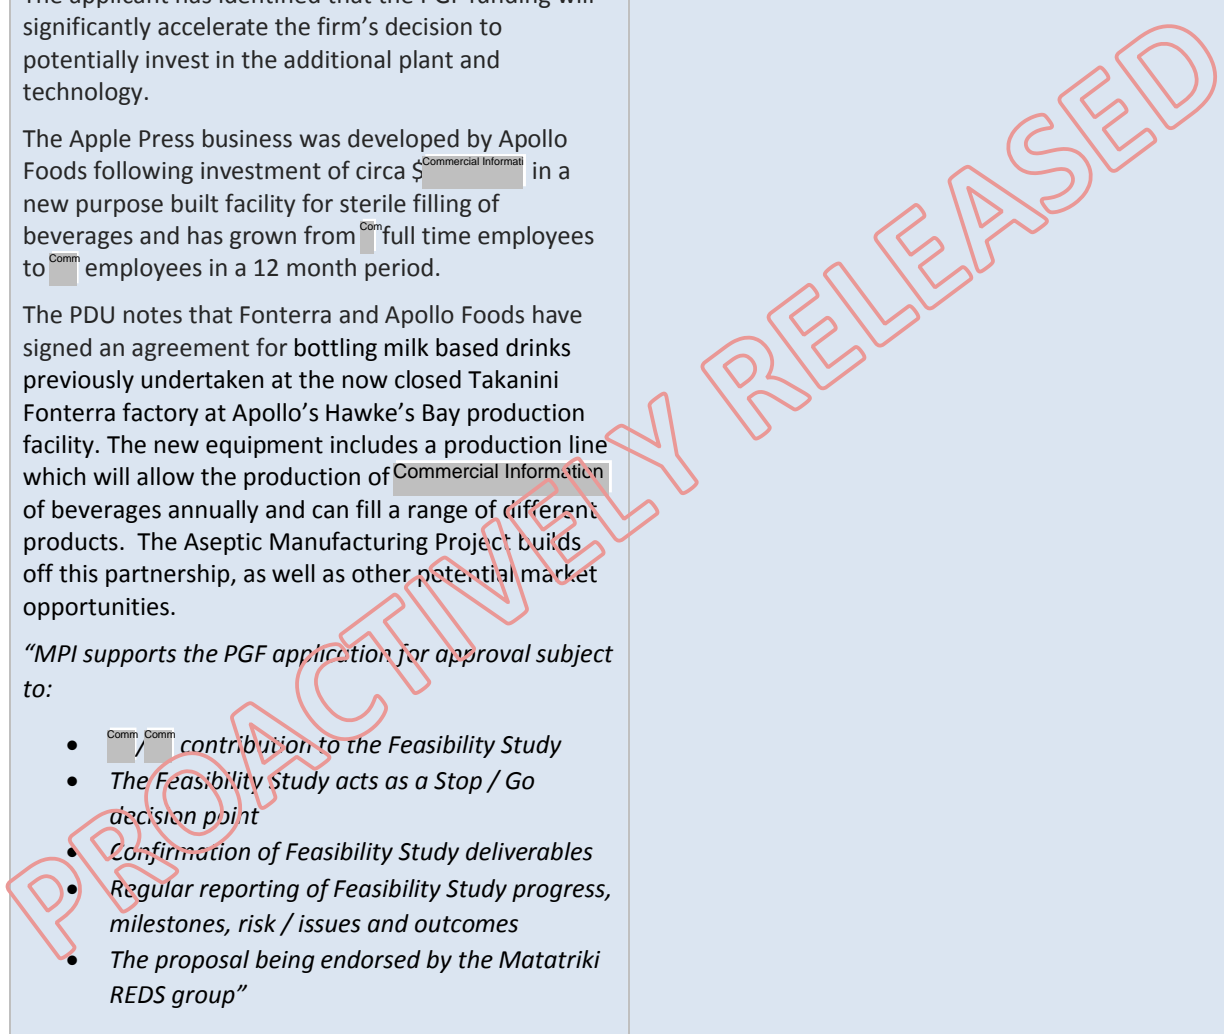 The applicant has identified that the PGF funding will
significantly accelerate the firm’s decision to
potentially invest in the additional plant and
technology.
The Apple Press business was developed by Apollo
Foods following investment of circa $Commercial Informati in a
new purpose built facility for sterile filling of
beverages and has grown from Com full time employees
to Comm employees in a 12 month period.
The PDU notes that Fonterra and Apollo Foods have
signed an agreement for bottling milk based drinks
previously undertaken at the now closed Takanini
Fonterra factory at Apollo’s Hawke’s Bay production
facility. The new equipment includes a production line
which will allow the production of Commercial Information
of beverages annually and can fill a range of different
products.  The Aseptic Manufacturing Project builds
off this partnership, as well as other potential market
opportunities.
“MPI supports the PGF application for approval subject
to:
• Comm/Comm contribution to the Feasibility Study
• The Feasibility Study acts as a Stop / Go
decision point
• Confirmation of Feasibility Study deliverables
• Regular reporting of Feasibility Study progress,
milestones, risk / issues and outcomes
• The proposal being endorsed by the Matatriki
REDS group”
PROACTIVELY RELEASED